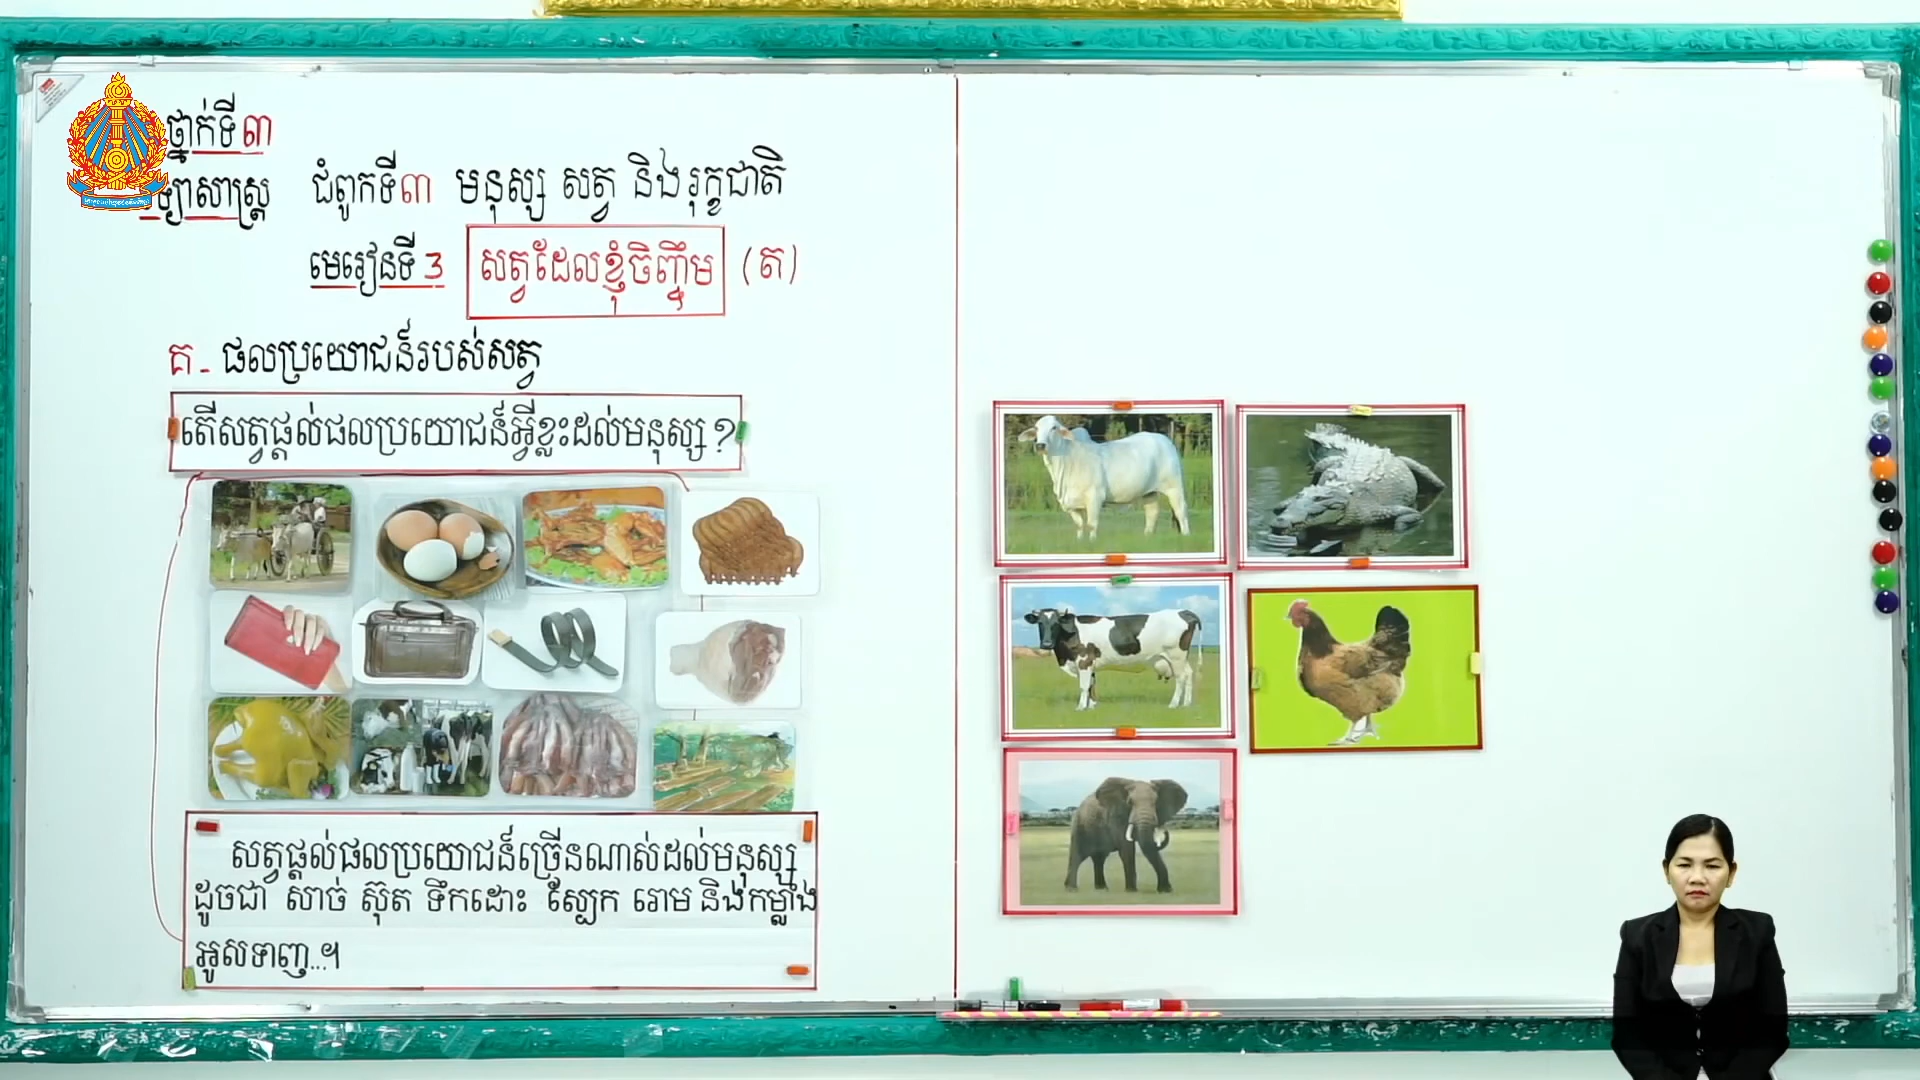 ថ្នាក់ទី៣
វិទ្យាសាស្ត្រ
ជំពូកទី៣ មនុស្ស សត្វ និងរុក្ខជាតិ
មេរៀនទី 3 សត្វដែលខ្ញុំចិញ្ចឹម (ត)
គ- ផលប្រយោជន៍របស់សត្វ
តើសត្វផ្តល់ផលប្រយោជន៍អ្វីខ្លះដល់មនុស្ស ?
សត្វផ្តល់ផលប្រយោជន៍ច្រើនណាស់ដល់មនុស្ស
ដូចជា សាច់ ស៊ុត ទឹកដោះ ស្បែក រោម និងកម្លាំង
អូសទាញ...។